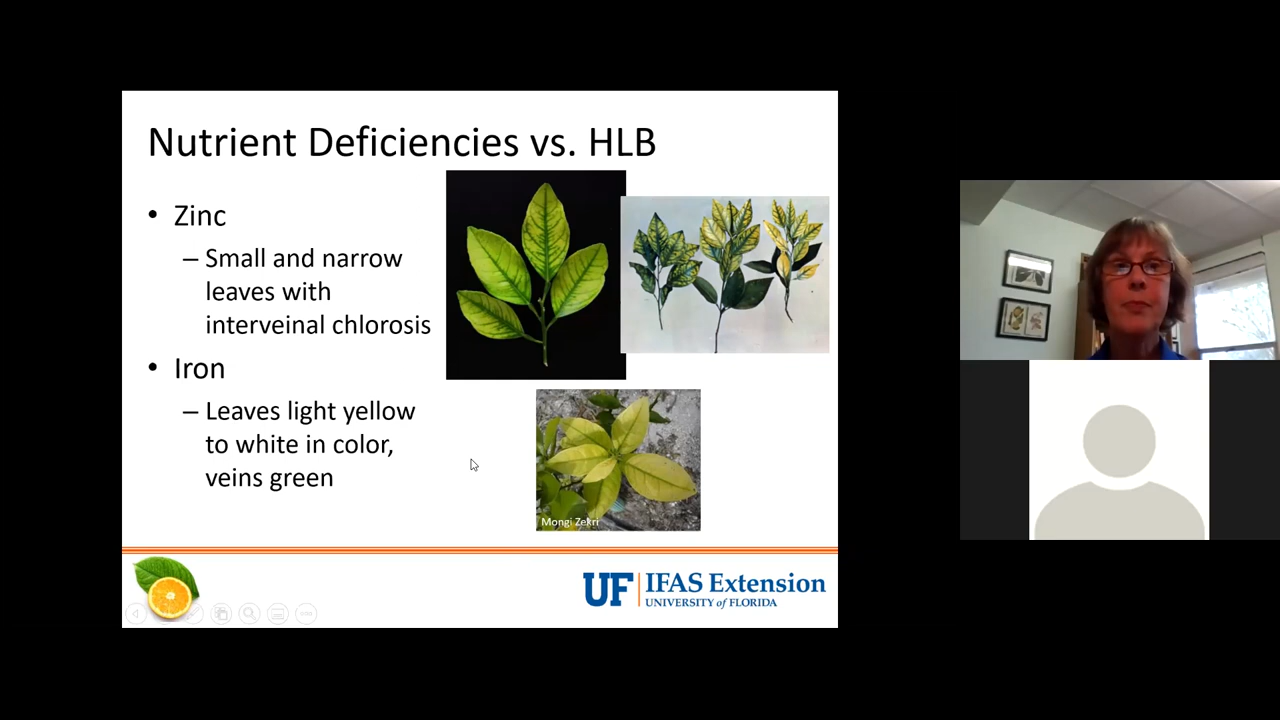 Nutrient Deficiencies vs. HLB
• Zinc
– Small and narrow
leaves with
interveinal chlorosis
• Iron
– Leaves light yellow
to white in color,
veins green
Mongi Zekri
UF IFAS Extension
UNIVERSITY of FLORIDA